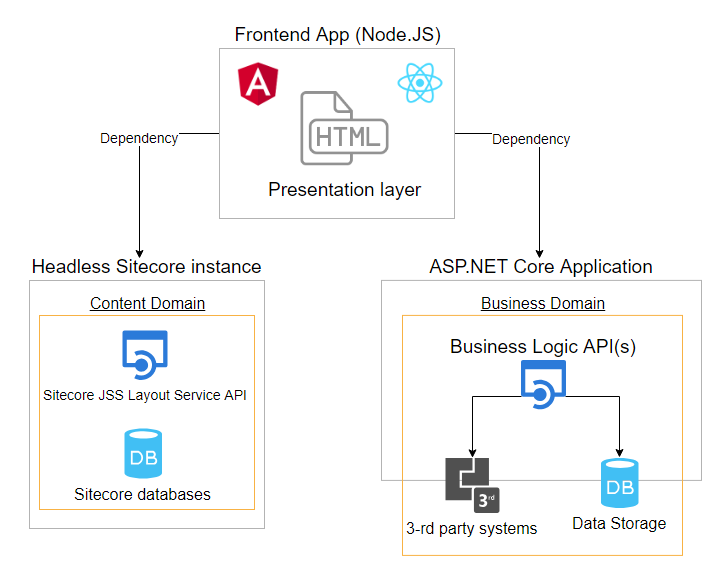 Frontend App (Node.JS)
A
HTML
Presentation layer
Dependency
Dependency
Headless Sitecore instance
Content Domain
Sitecore JSS Layout Service API
DB
Sitecore databases
ASP.NET Core Application
Business Domain
Business Logic API(s)
3rd
3-rd party systems
DB
Data Storage